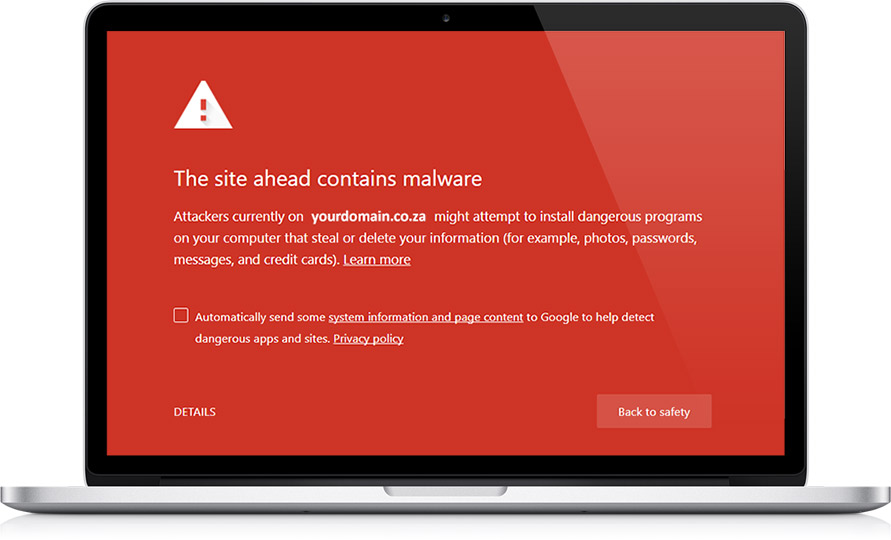 The site ahead contains malware
Attackers currently on yourdomain.co.za might attempt to install dangerous programs
on your computer that steal or delete your information (for example, photos, passwords,
messages, and credit cards). Learn more
Automatically send some system information and page content to Google to help detect
dangerous apps and sites. Privacy policy
DETAILS
Back to safety